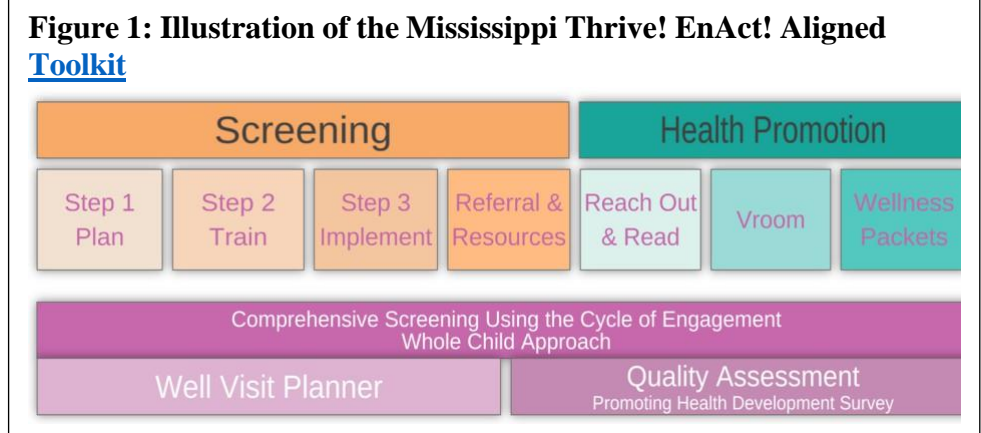 Figure 1: Illustration of the Mississippi Thrive! EnAct! Aligned
Toolkit
Screening
Health Promotion
Step 1
Plan
Step 2
Train
Step 3
Implement
Referral &
Resources
Reach Out
& Read
Vroom
Wellness
Packets
Comprehensive Screening Using the Cycle of Engagement
Whole Child Approach
Well Visit Planner
Quality Assessment
Promoting Health Development Survey